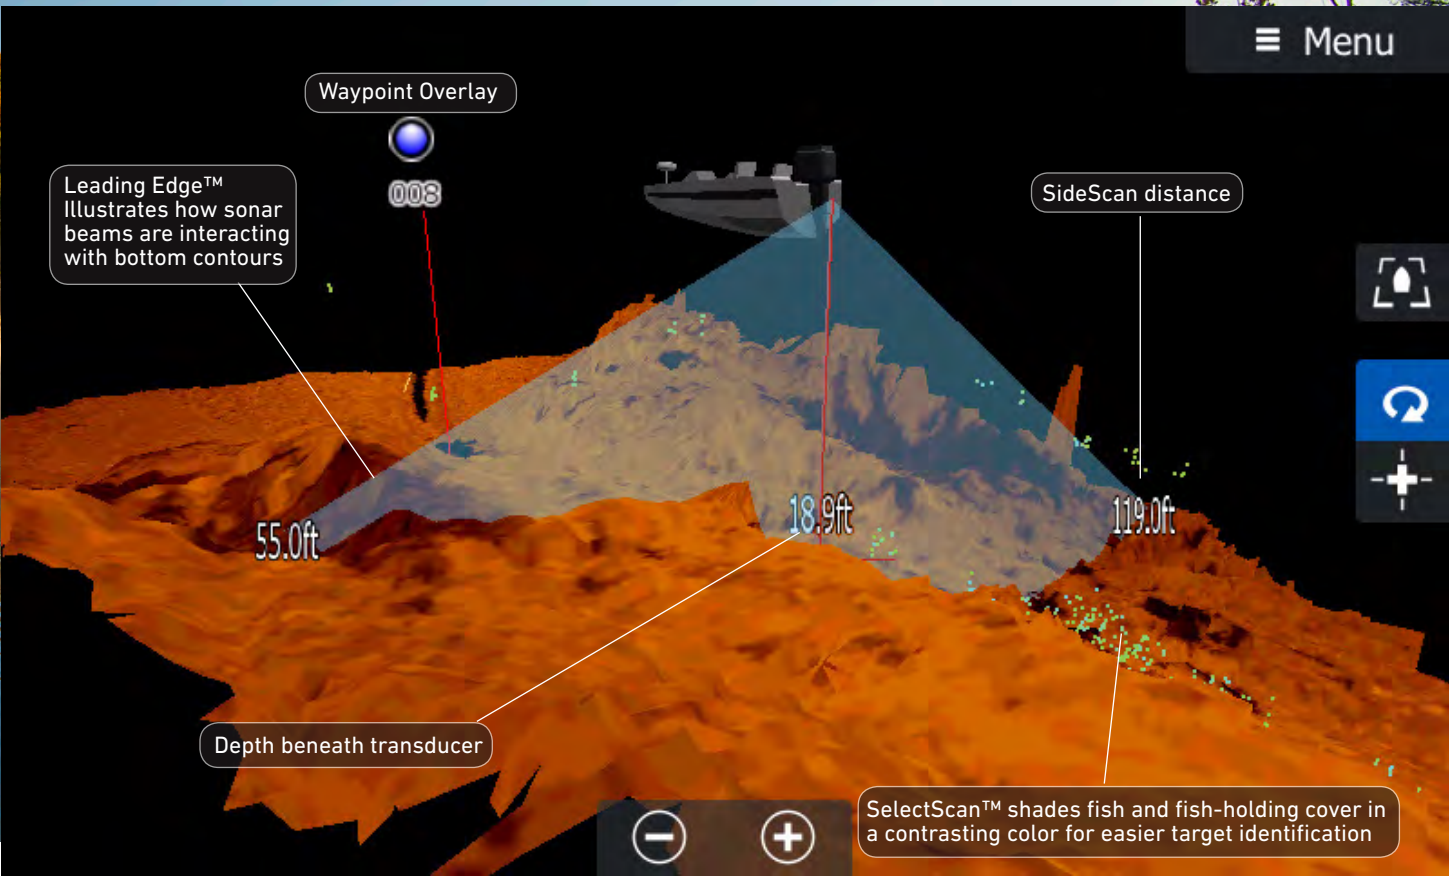 ≡ Menu
Waypoint Overlay
008
Leading Edge™
Illustrates how sonar
beams are interacting
with bottom contours
SideScan distance
55.0ft
18.9ft
119.0ft
Depth beneath transducer
SelectScan™ shades fish and fish-holding cover in
a contrasting color for easier target identification